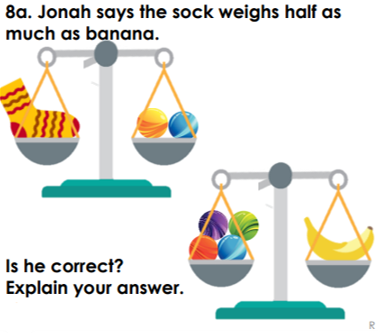 8a. Jonah says the sock weighs half as
much as banana.
Is he correct?
Explain your answer.
R